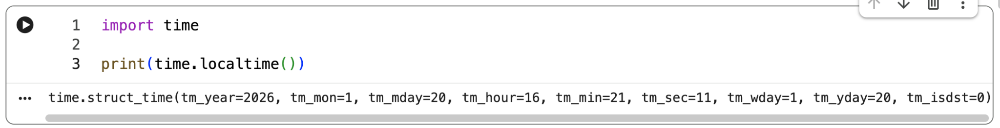 1 import time
2
3 print(time.localtime())
time.struct_time(tm_year=2026, tm_mon=1, tm_mday=20, tm_hour=16, tm_min=21, tm_sec=11, tm_wday=1, tm_yday=20, tm_isdst=0)